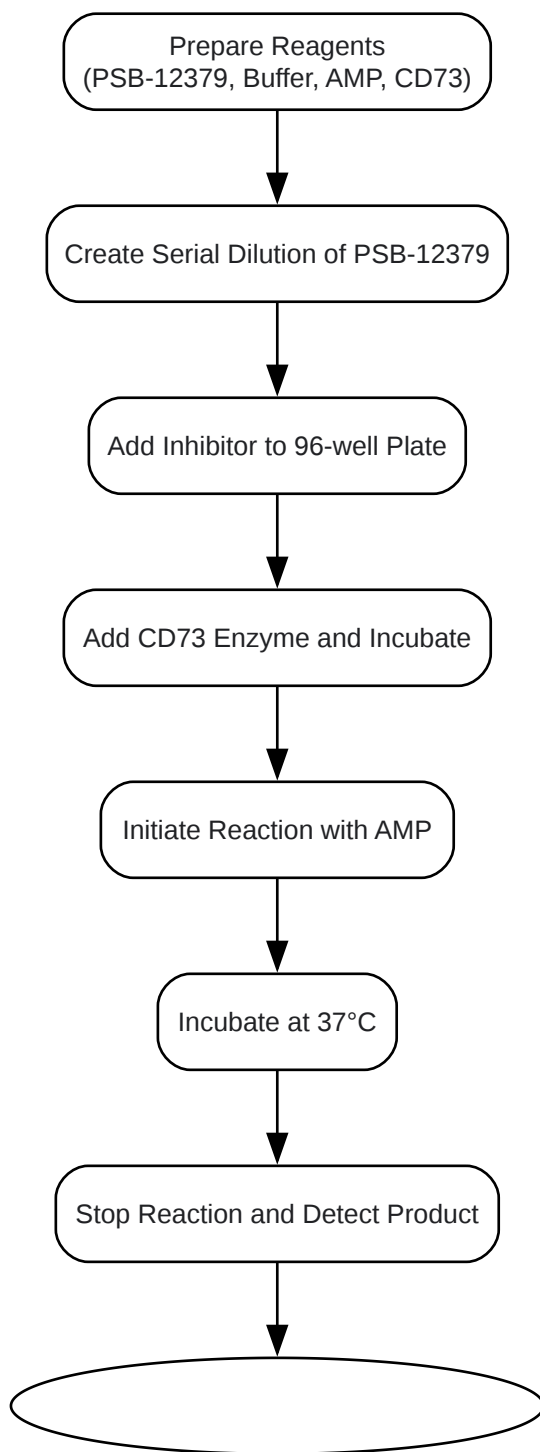 Prepare Reagents
(PSB-12379, Buffer, AMP, CD73)
Create Serial Dilution of PSB-12379
Add Inhibitor to 96-well Plate
Add CD73 Enzyme and Incubate
Initiate Reaction with AMP
Incubate at 37°C
Stop Reaction and Detect Product